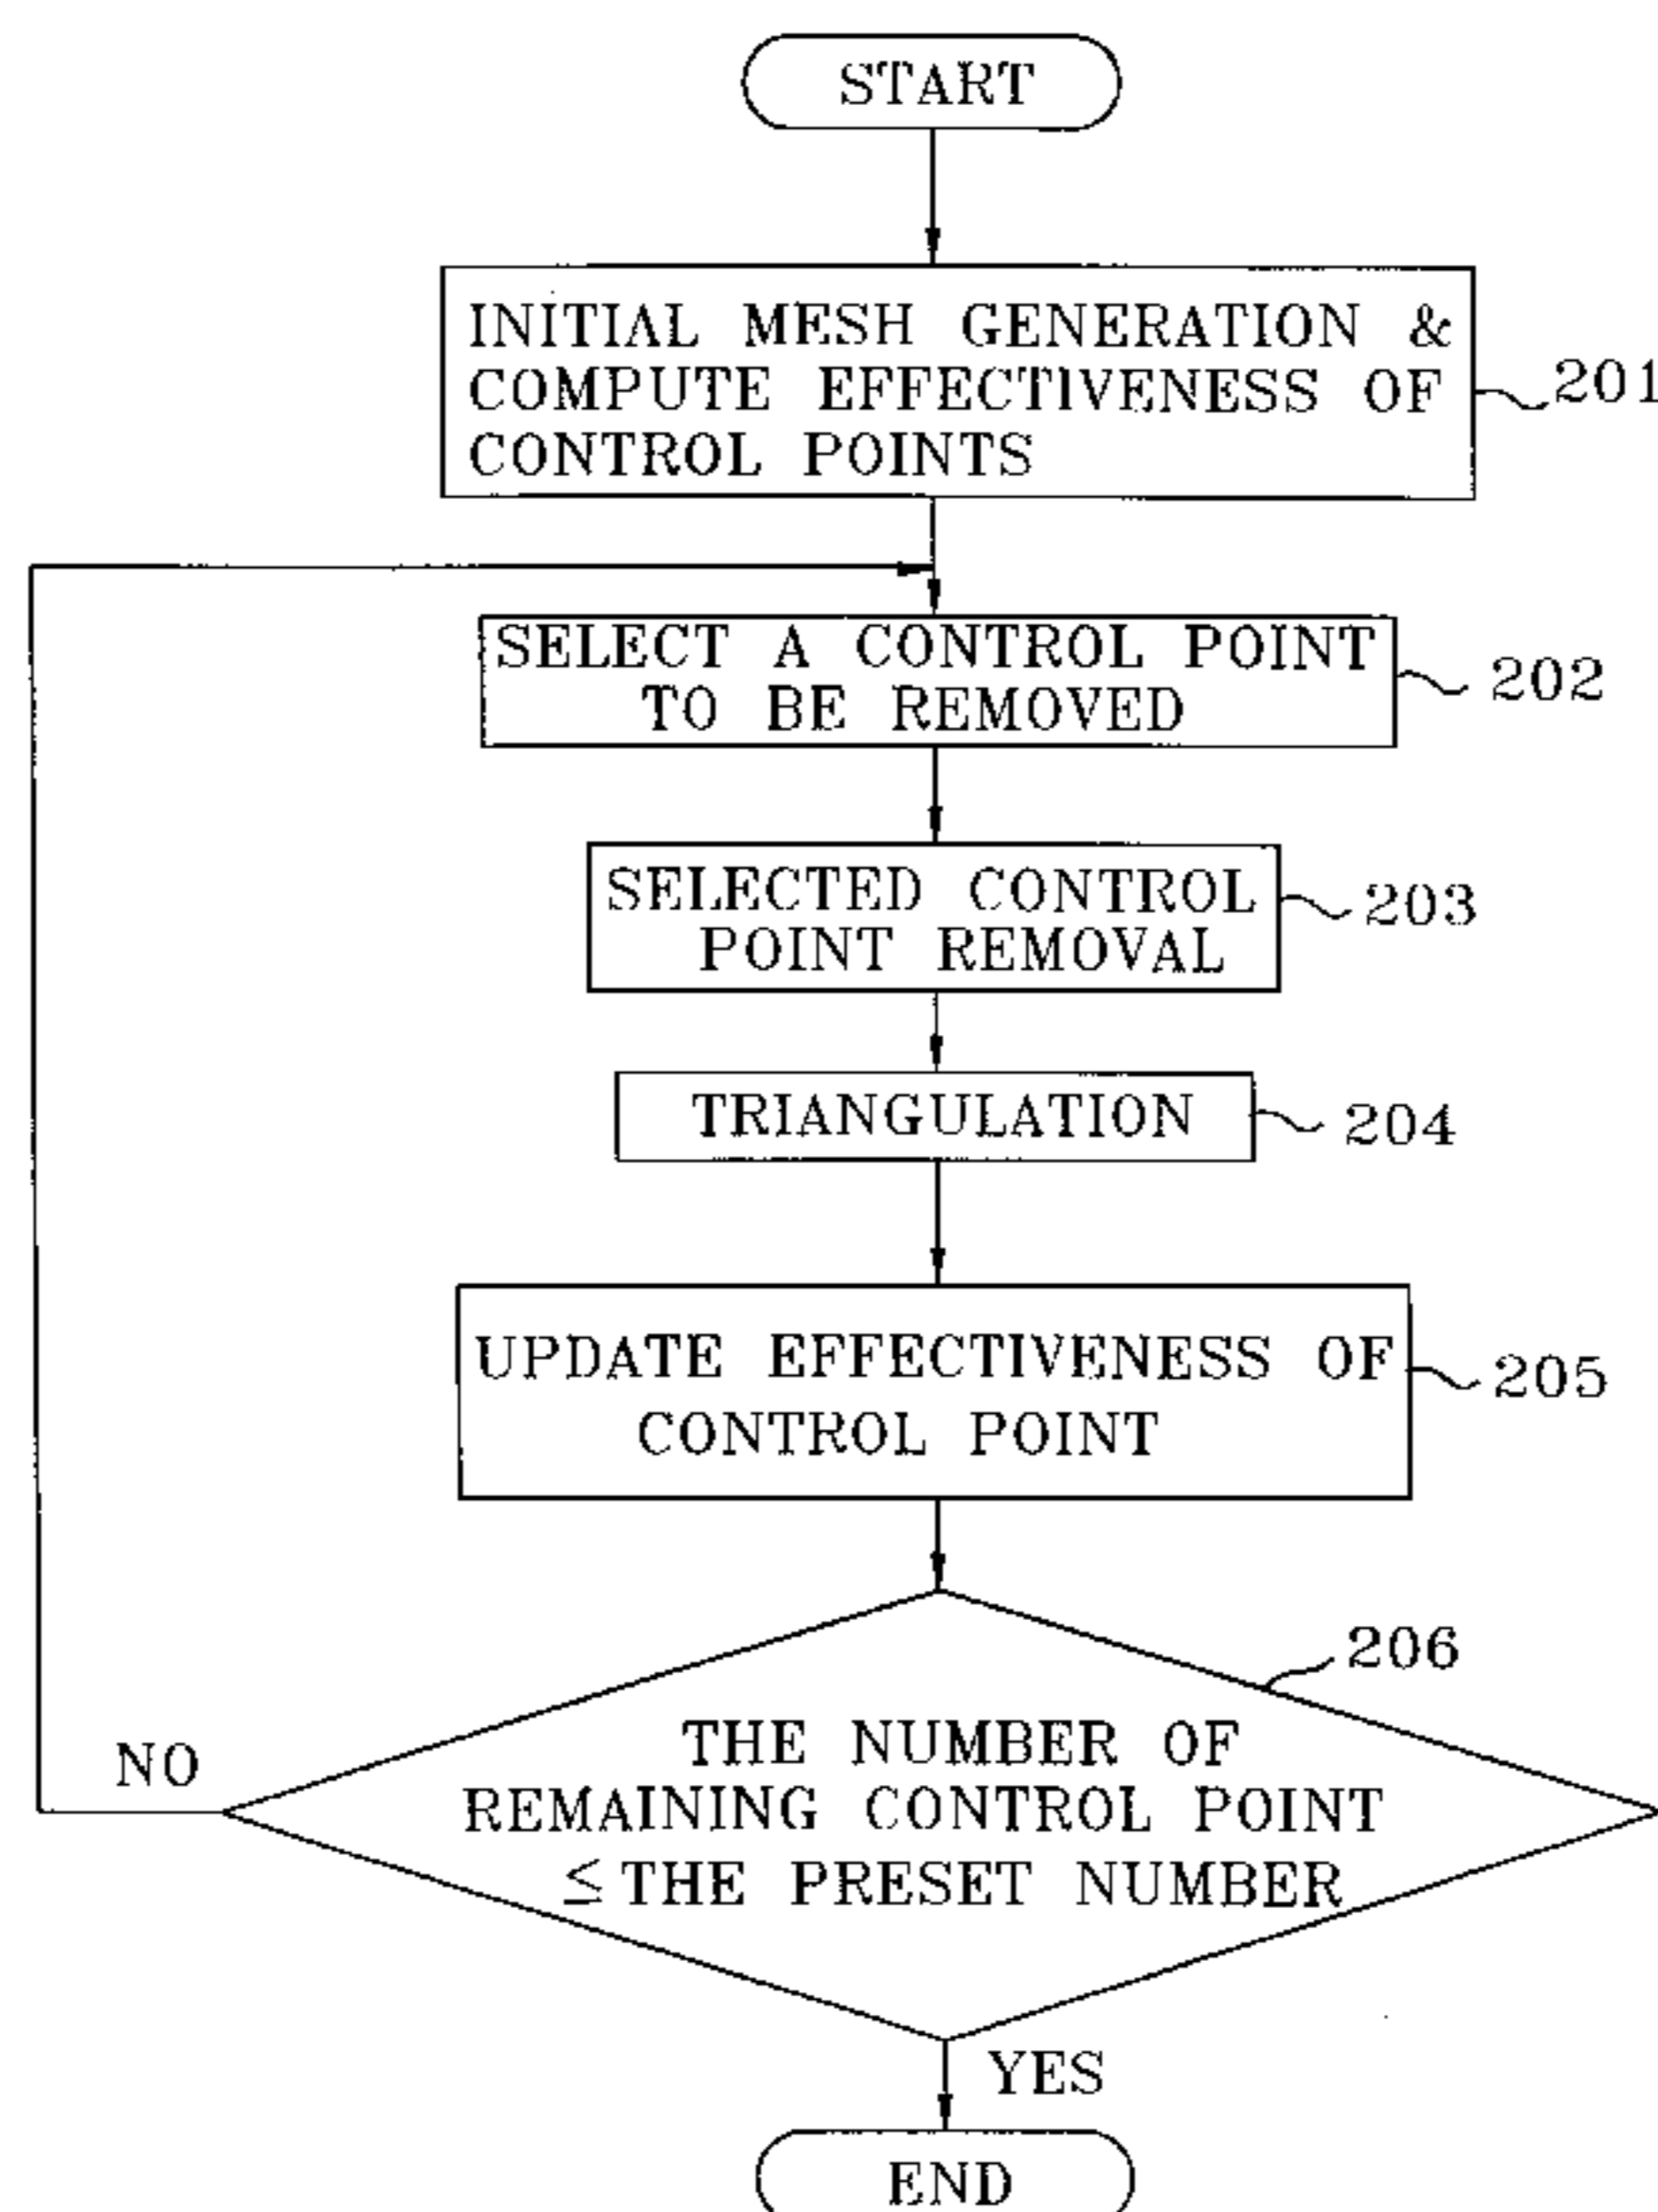 START
INITIAL MESH GENERATION &
COMPUTE EFFECTIVENESS OF
CONTROL POINTS
201
SELECT A CONTROL POINT
TO BE REMOVED
202
SELECTED CONTROL
POINT REMOVAL
203
TRIANGULATION
204
UPDATE EFFECTIVENESS OF
CONTROL POINT
205
206
THE NUMBER OF
REMAINING CONTROL POINT
≤ THE PRESET NUMBER
NO
YES
END